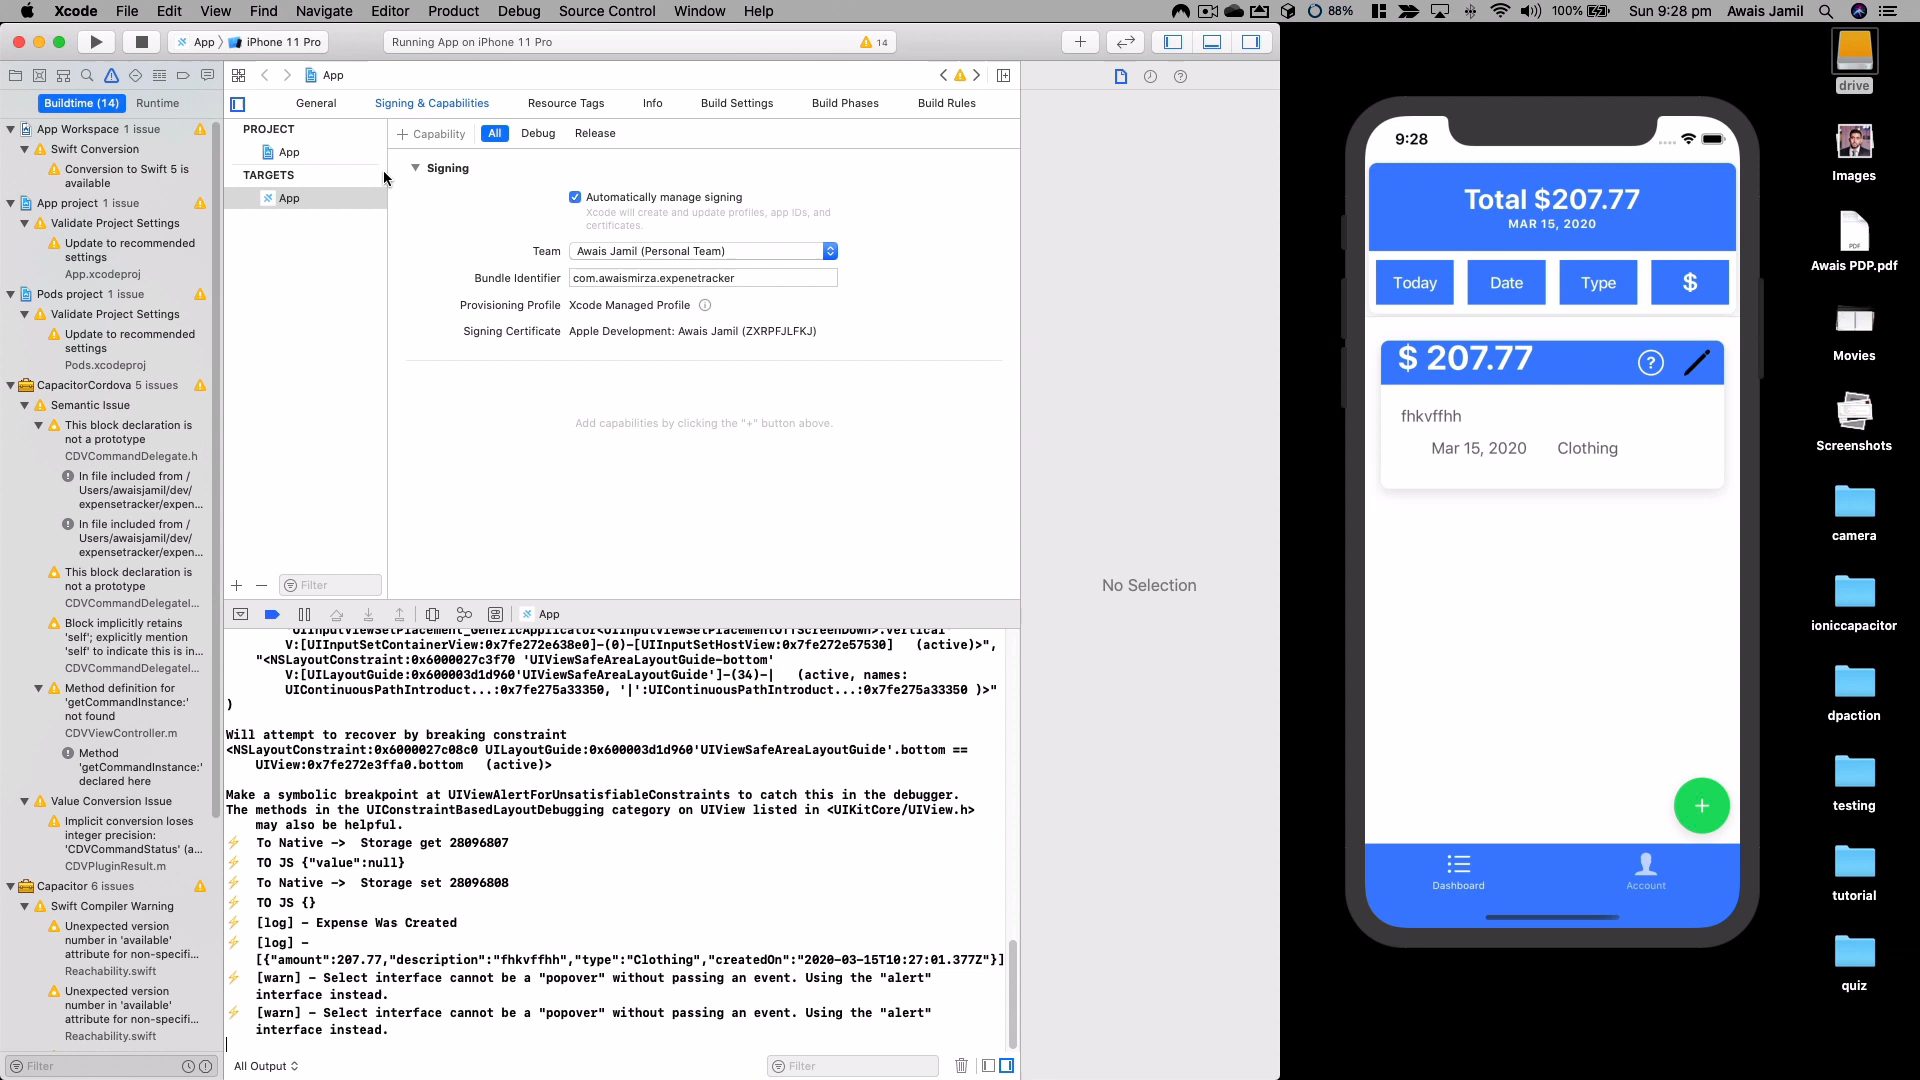 Xcode File Edit View Find Navigate Editor Product Debug Source Control Window Help
88% 100% Sun 9:28 pm Awais Jamil
App 〉 iPhone 11 Pro
Running App on iPhone 11 Pro
14
App
Buildtime (14) Runtime
General Signing & Capabilities Resource Tags Info Build Settings Build Phases Build Rules
App Workspace 1 issue
Swift Conversion
Conversion to Swift 5 is
available
App project 1 issue
Validate Project Settings
Update to recommended
settings
App.xcodeproj
Pods project 1 issue
Validate Project Settings
Update to recommended
settings
Pods.xcodeproj
CapacitorCordova 5 issues
Semantic Issue
This block declaration is
not a prototype
CDVCommandDelegate.h
In file included from /
Users/awaisjamil/dev/
expensetracker/expen...
In file included from /
Users/awaisjamil/dev/
expensetracker/expen...
This block declaration is
not a prototype
CDVCommandDelegateI...
Block implicitly retains
'self'; explicitly mention
'self' to indicate this is in...
CDVCommandDelegateI...
Method definition for
'getCommandInstance:'
not found
CDVViewController.m
Method
'getCommandInstance:'
declared here
Value Conversion Issue
Implicit conversion loses
integer precision:
'CDVCommandStatus' (a...
CDVPluginResult.m
Capacitor 6 issues
Swift Compiler Warning
Unexpected version
number in 'available'
attribute for non-specifi...
Reachability.swift
Unexpected version
number in 'available'
attribute for non-specifi...
Reachability.swift
Filter
PROJECT
App
TARGETS
App
Filter
+ Capability All Debug Release
Signing
Automatically manage signing
Xcode will create and update profiles, app IDs, and
certificates.
Team Awais Jamil (Personal Team)
Bundle Identifier com.awaismirza.expenetracker
Provisioning Profile Xcode Managed Profile
Signing Certificate Apple Development: Awais Jamil (ZXRPFJLFKJ)
Add capabilities by clicking the "+" button above.
No Selection
App
UIInputViewSetPlacement_GenericApplicator<UIInputViewSetPlacementOffScreenDown>.vertical
V:[UIInputSetContainerView:0x7fe272e638e0]-(0)-[UIInputSetHostView:0x7fe272e57530] (active)>",
"<NSLayoutConstraint:0x6000027c3f70 'UIViewSafeAreaLayoutGuide-bottom'
V:[UILayoutGuide:0x600003d1d960'UIViewSafeAreaLayoutGuide']-(34)-| (active, names:
UIContinuousPathIntroduct...:0x7fe275a33350, '|':UIContinuousPathIntroduct...:0x7fe275a33350 )>"
)
Will attempt to recover by breaking constraint
<NSLayoutConstraint:0x6000027c08c0 UILayoutGuide:0x600003d1d960'UIViewSafeAreaLayoutGuide'.bottom ==
UIView:0x7fe272e3ffa0.bottom (active)>
Make a symbolic breakpoint at UIViewAlertForUnsatisfiableConstraints to catch this in the debugger.
The methods in the UIConstraintBasedLayoutDebugging category on UIView listed in <UIKitCore/UIView.h>
may also be helpful.
⚡ To Native -> Storage get 28096807
⚡ TO JS {"value":null}
⚡ To Native -> Storage set 28096808
⚡ TO JS {}
⚡ [log] - Expense Was Created
⚡ [log] -
[{"amount":207.77,"description":"fhkvffhh","type":"Clothing","createdOn":"2020-03-15T10:27:01.377Z"}]
⚡ [warn] - Select interface cannot be a "popover" without passing an event. Using the "alert"
interface instead.
⚡ [warn] - Select interface cannot be a "popover" without passing an event. Using the "alert"
interface instead.
All Output
Filter
9:28
Total $207.77
MAR 15, 2020
Today Date Type $
$ 207.77 ?
fhkvffhh
Mar 15, 2020 Clothing
+
Dashboard Account
drive
Images
PDF
Awais PDP.pdf
Movies
Screenshots
camera
ioniccapacitor
dpaction
testing
tutorial
quiz